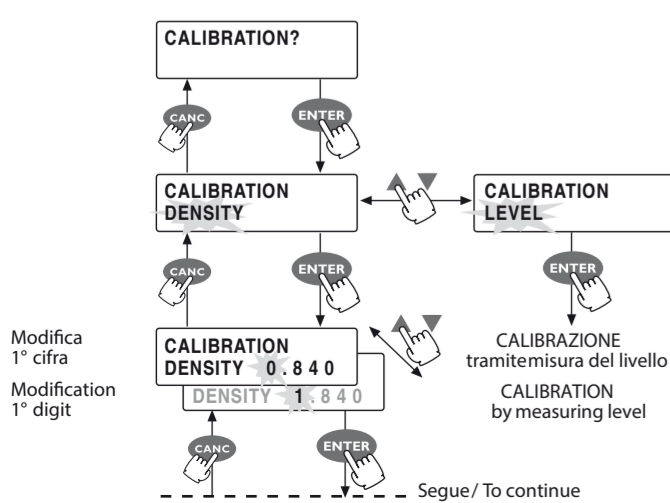 CALIBRATION?
CANC
ENTER
CALIBRATION
DENSITY
CALIBRATION
LEVEL
CANC
ENTER
ENTER
Modifica
1° cifra
Modification
1° digit
CALIBRATION
DENSITY 0.840
DENSITY 1.840
CALIBRAZIONE
tramitemisura del livello
CALIBRATION
by measuring level
CANC
ENTER
Segue/ To continue